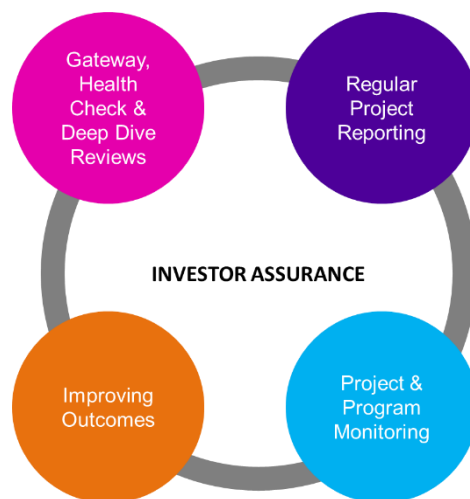 Gateway,
Health
Check &
Deep Dive
Reviews
Regular
Project
Reporting
INVESTOR ASSURANCE
Improving
Outcomes
Project &
Program
Monitoring